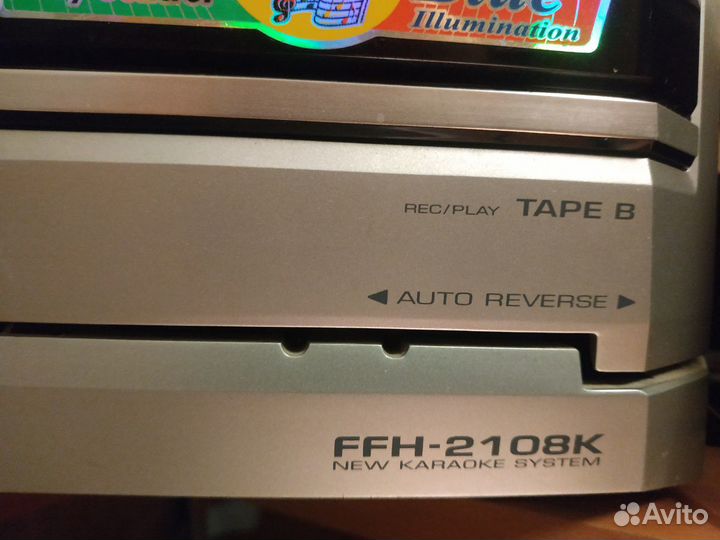 Illumination
REC/PLAY TAPE B
◄ AUTO REVERSE ►
FFH-2108K
NEW KARAOKE SYSTEM
Avito